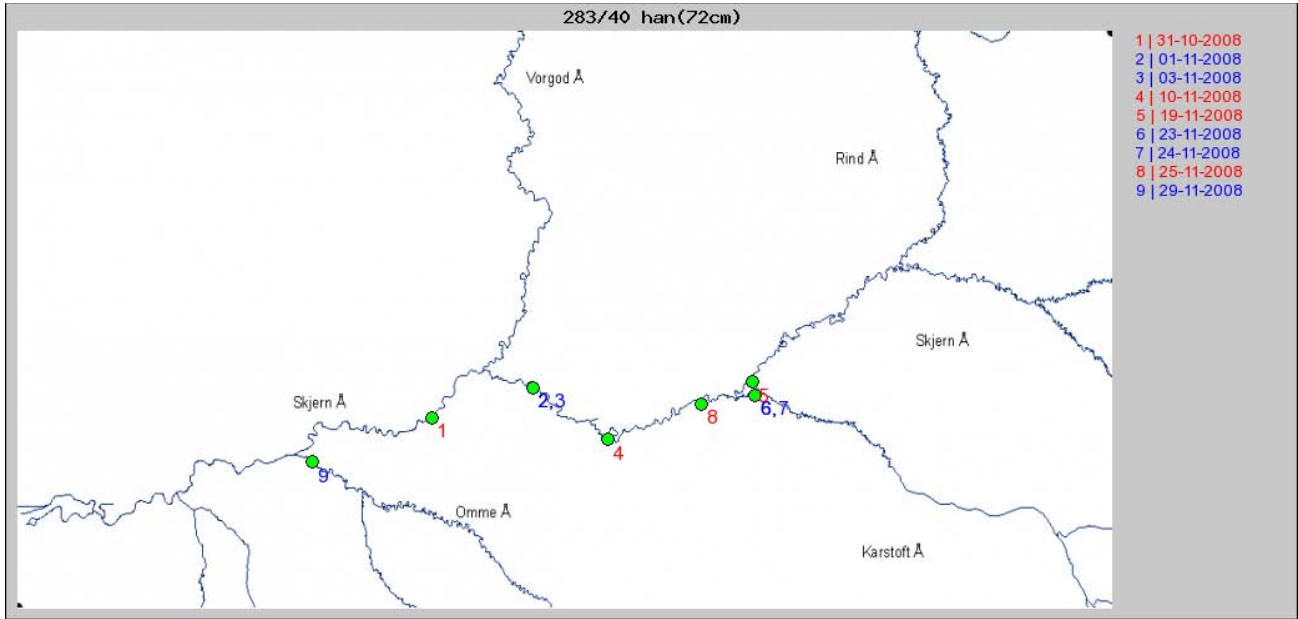 283/40 han(72cm)
1 | 31-10-2008
2 | 01-11-2008
3 | 03-11-2008
4 | 10-11-2008
5 | 19-11-2008
6 | 23-11-2008
7 | 24-11-2008
8 | 25-11-2008
9 | 29-11-2008
Vorgod Å
Rind Å
Skjern Å
Skjern Å
2,3
5
6,7
8
1
4
9
Omme Å
Karstoft Å